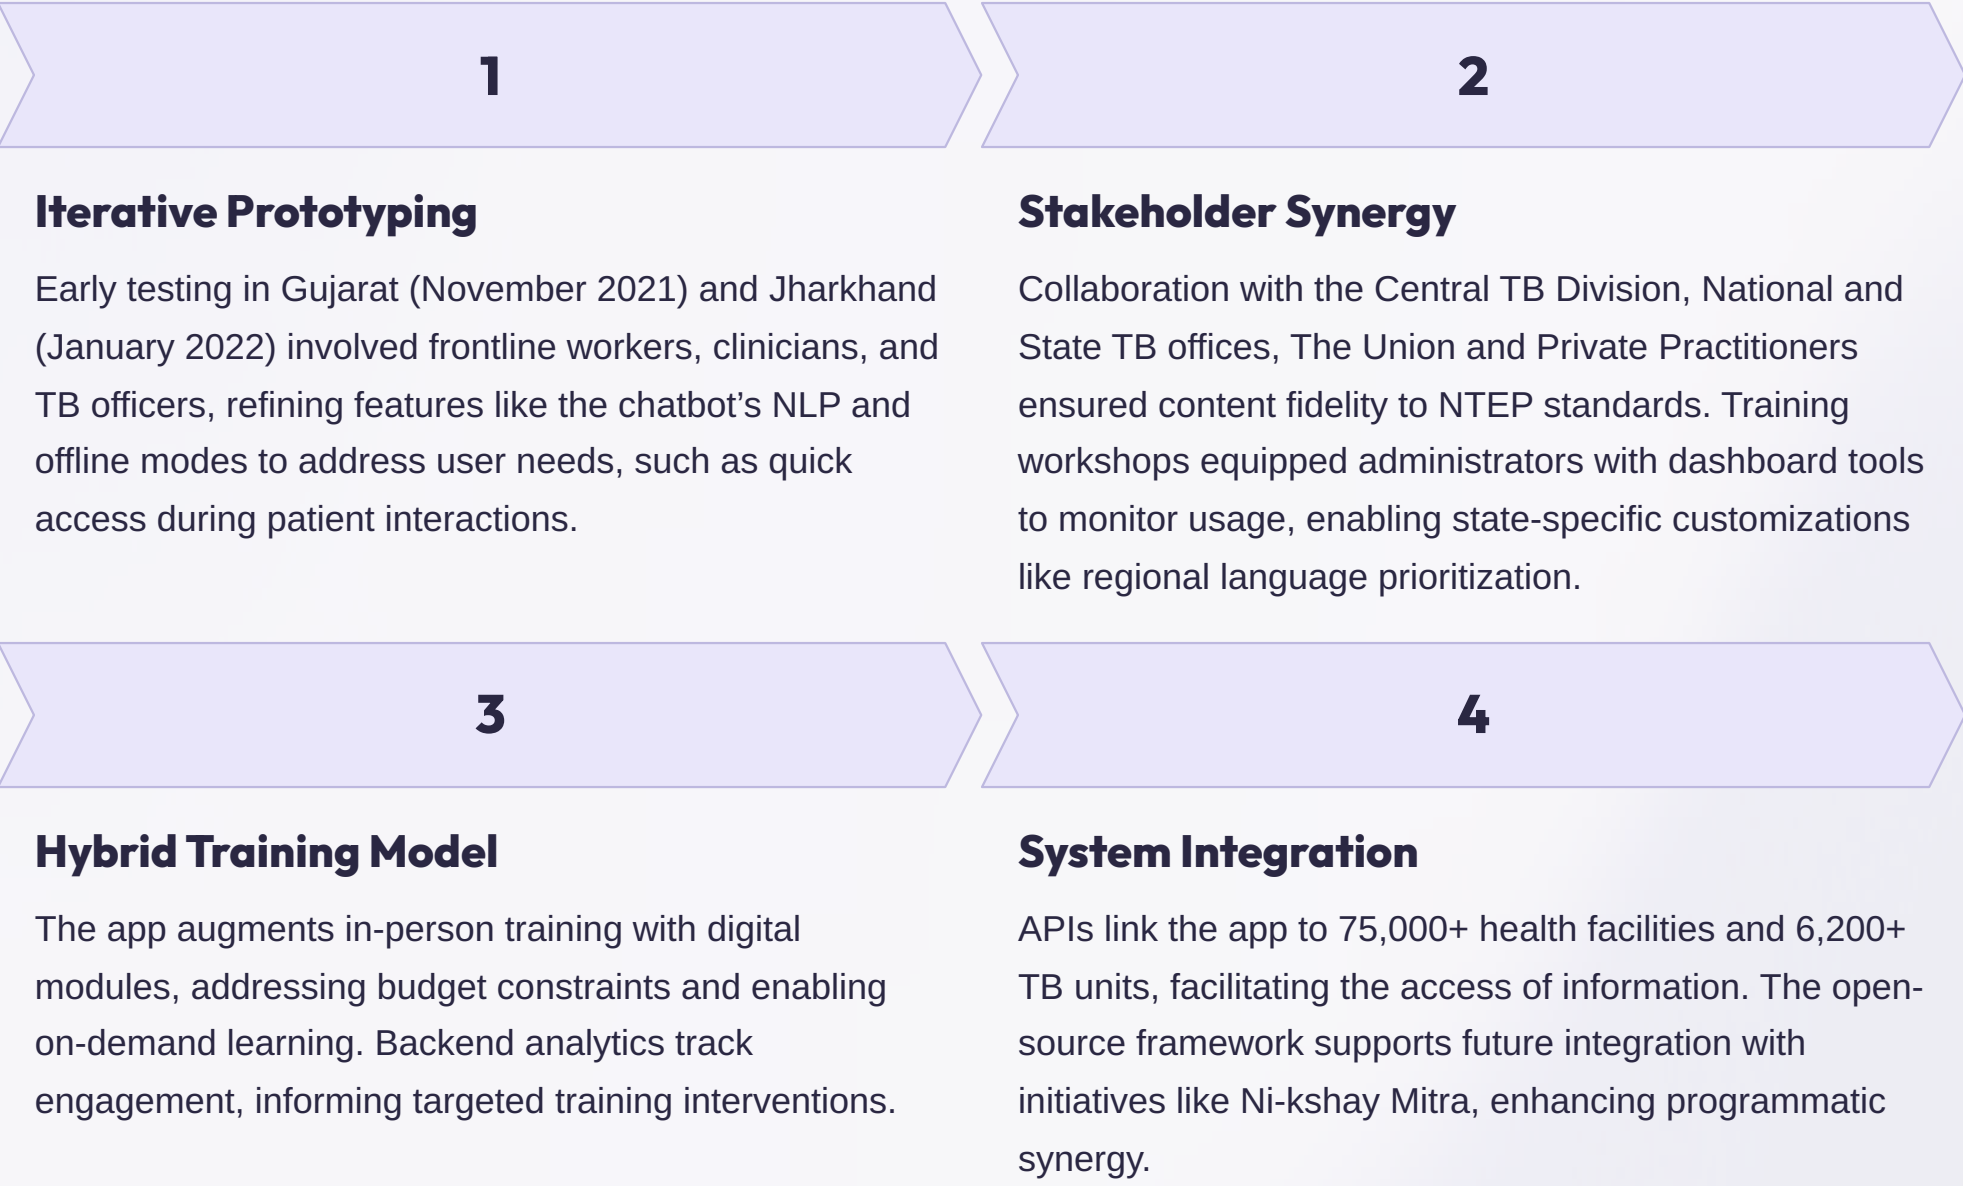 1
Iterative Prototyping
Early testing in Gujarat (November 2021) and Jharkhand
(January 2022) involved frontline workers, clinicians, and
TB officers, refining features like the chatbot’s NLP and
offline modes to address user needs, such as quick
access during patient interactions.
2
Stakeholder Synergy
Collaboration with the Central TB Division, National and
State TB offices, The Union and Private Practitioners
ensured content fidelity to NTEP standards. Training
workshops equipped administrators with dashboard tools
to monitor usage, enabling state-specific customizations
like regional language prioritization.
3
Hybrid Training Model
The app augments in-person training with digital
modules, addressing budget constraints and enabling
on-demand learning. Backend analytics track
engagement, informing targeted training interventions.
4
System Integration
APIs link the app to 75,000+ health facilities and 6,200+
TB units, facilitating the access of information. The open-
source framework supports future integration with
initiatives like Ni-kshay Mitra, enhancing programmatic
synergy.